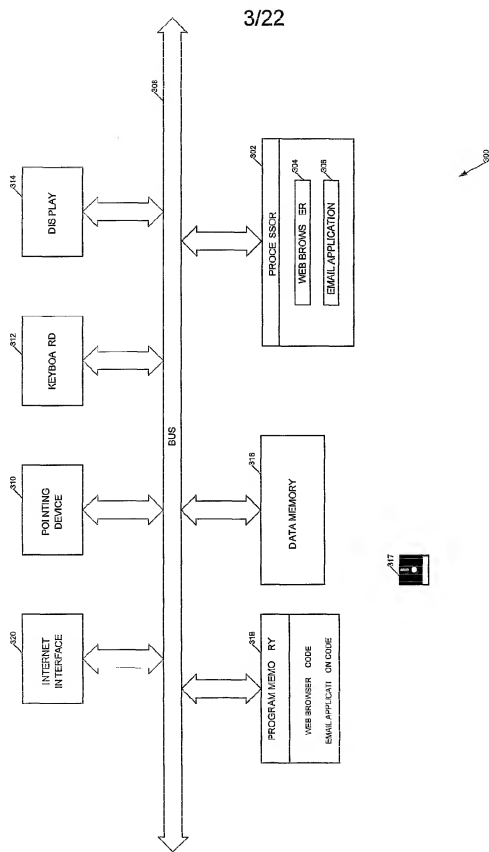 3/22
320
INTERNET
INTERFACE
310
POINTING
DEVICE
312
KEYBOA RD
314
DIS PLAY
308
BUS
318
PROGRAM MEMO RY
WEB BROWSER CODE
EMAIL APPLICATI ON CODE
316
DATA MEMORY
302
PROCE SSOR
304
WEB BROWS ER
306
EMAIL APPLICATION
317
300